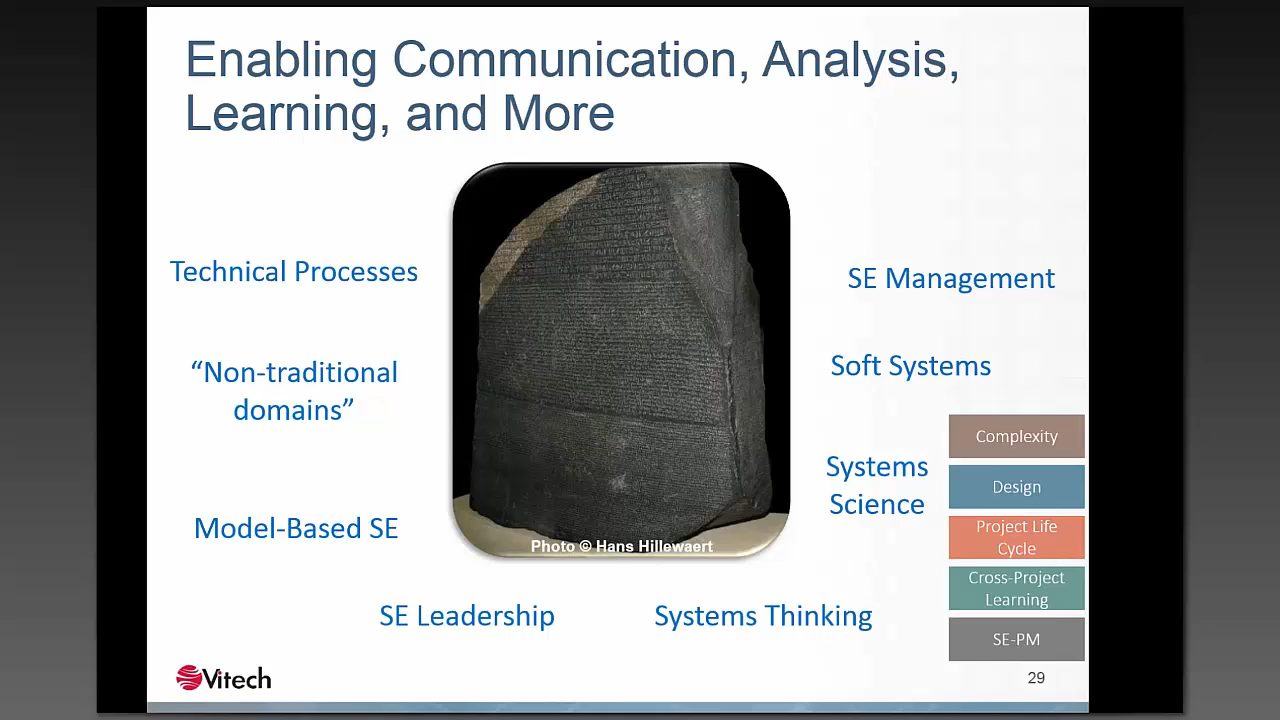 Enabling Communication, Analysis,
Learning, and More
Technical Processes
SE Management
“Non-traditional
domains”
Soft Systems
Model-Based SE
Systems
Science
SE Leadership
Systems Thinking
Photo © Hans Hillewaert
Complexity
Design
Project Life
Cycle
Cross-Project
Learning
SE-PM
Vitech
29